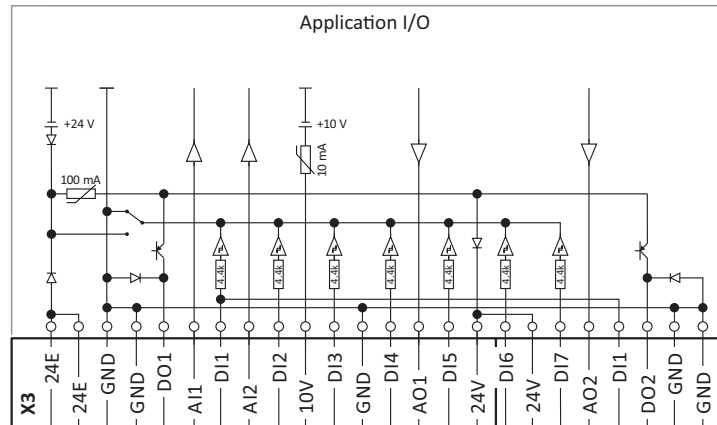 Application I/O
+24 V
+10 V
10 mA
100 mA
4.4k
4.4k
4.4k
4.4k
4.4k
4.4k
4.4k
X3
24E
24E
GND
GND
DO1
AI1
DI1
AI2
DI2
10V
DI3
GND
DI4
AO1
DI5
24V
DI6
24V
DI7
AO2
DI1
DO2
GND
GND